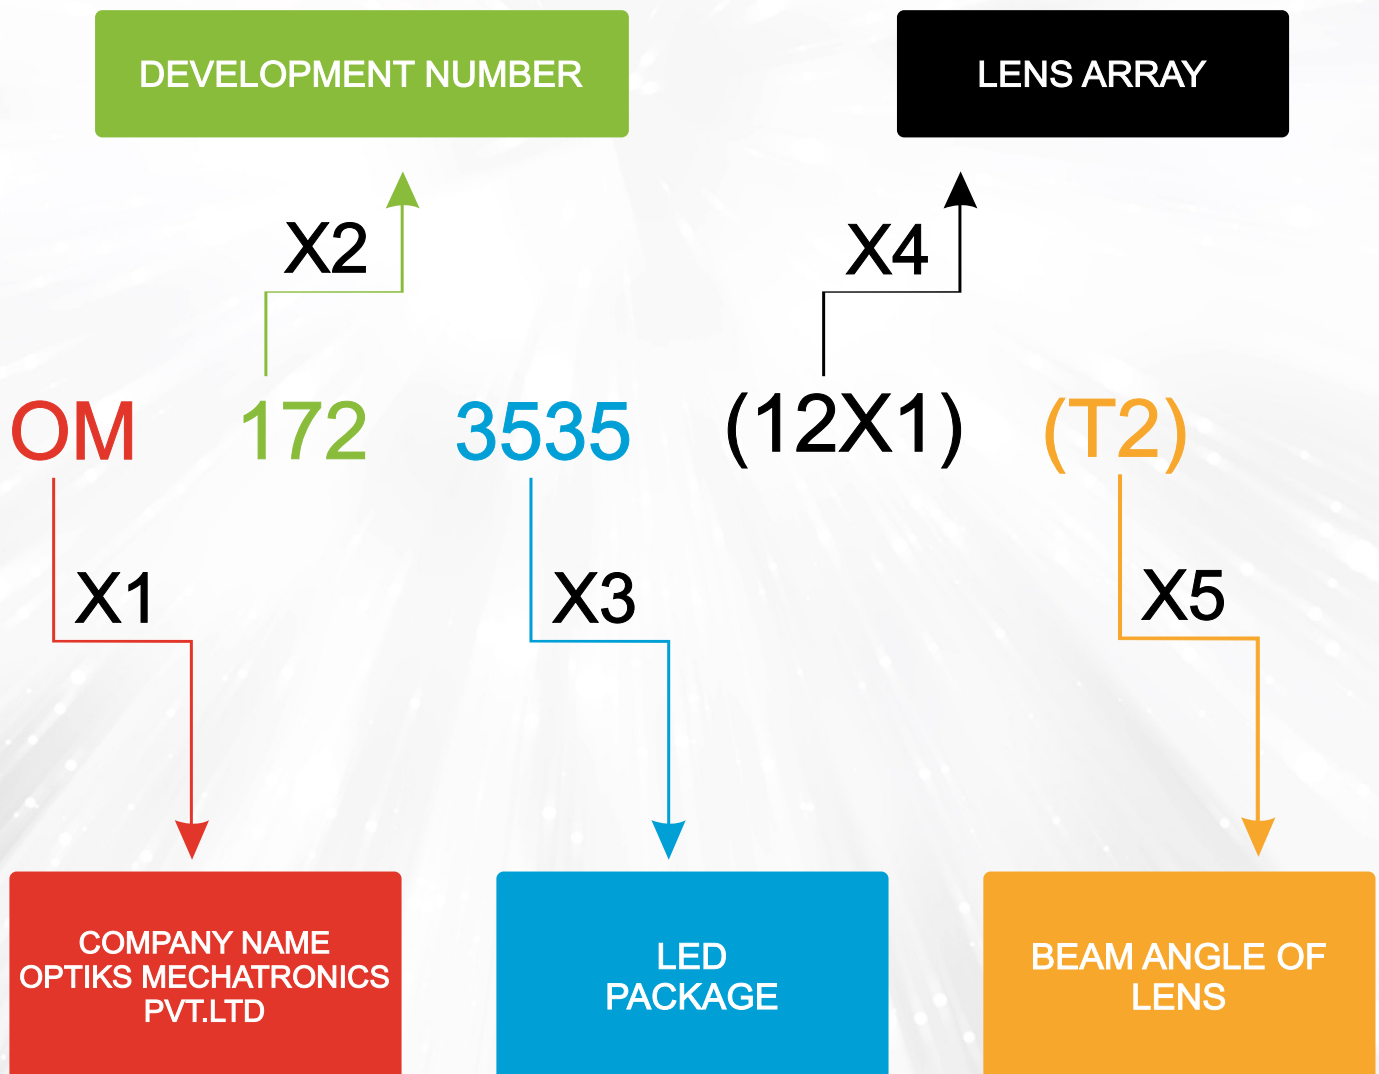 DEVELOPMENT NUMBER
LENS ARRAY
X2
X4
OM 172 3535 (12X1) (T2)
X1
X3
X5
COMPANY NAME
OPTIKS MECHATRONICS
PVT.LTD
LED
PACKAGE
BEAM ANGLE OF
LENS